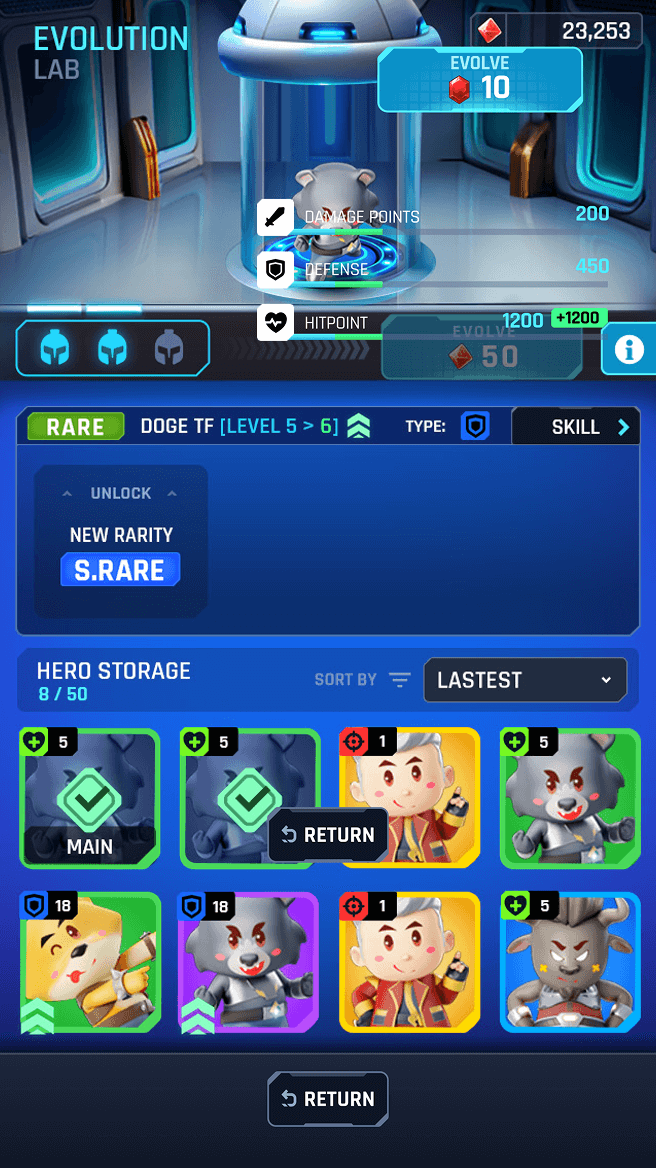 EVOLUTION
LAB
23,253
EVOLVE
10
DAMAGE POINTS
200
DEFENSE
450
HITPOINT
1200 +1200
EVOLVE
50
RARE
DOGE TF [LEVEL 5 > 6]
TYPE:
SKILL
UNLOCK
NEW RARITY
S.RARE
HERO STORAGE
8 / 50
SORT BY
LASTEST
5
5
1
5
MAIN
RETURN
18
18
1
5
RETURN